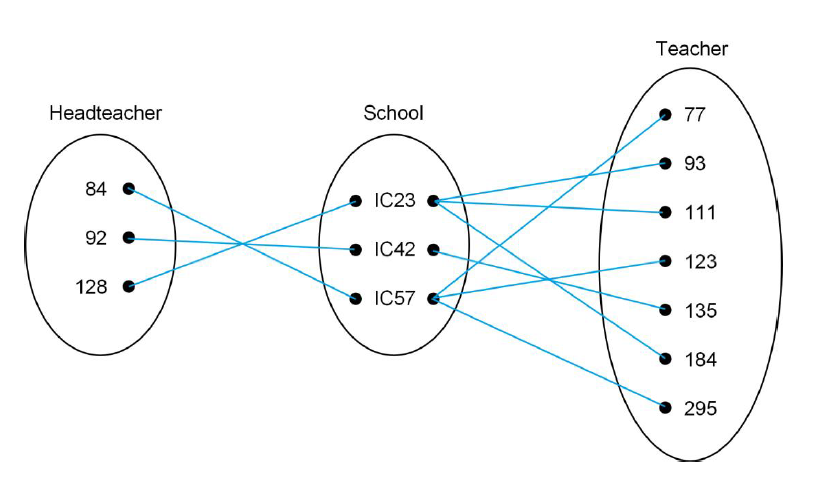 Headteacher
84
92
128
School
IC23
IC42
IC57
Teacher
77
93
111
123
135
184
295